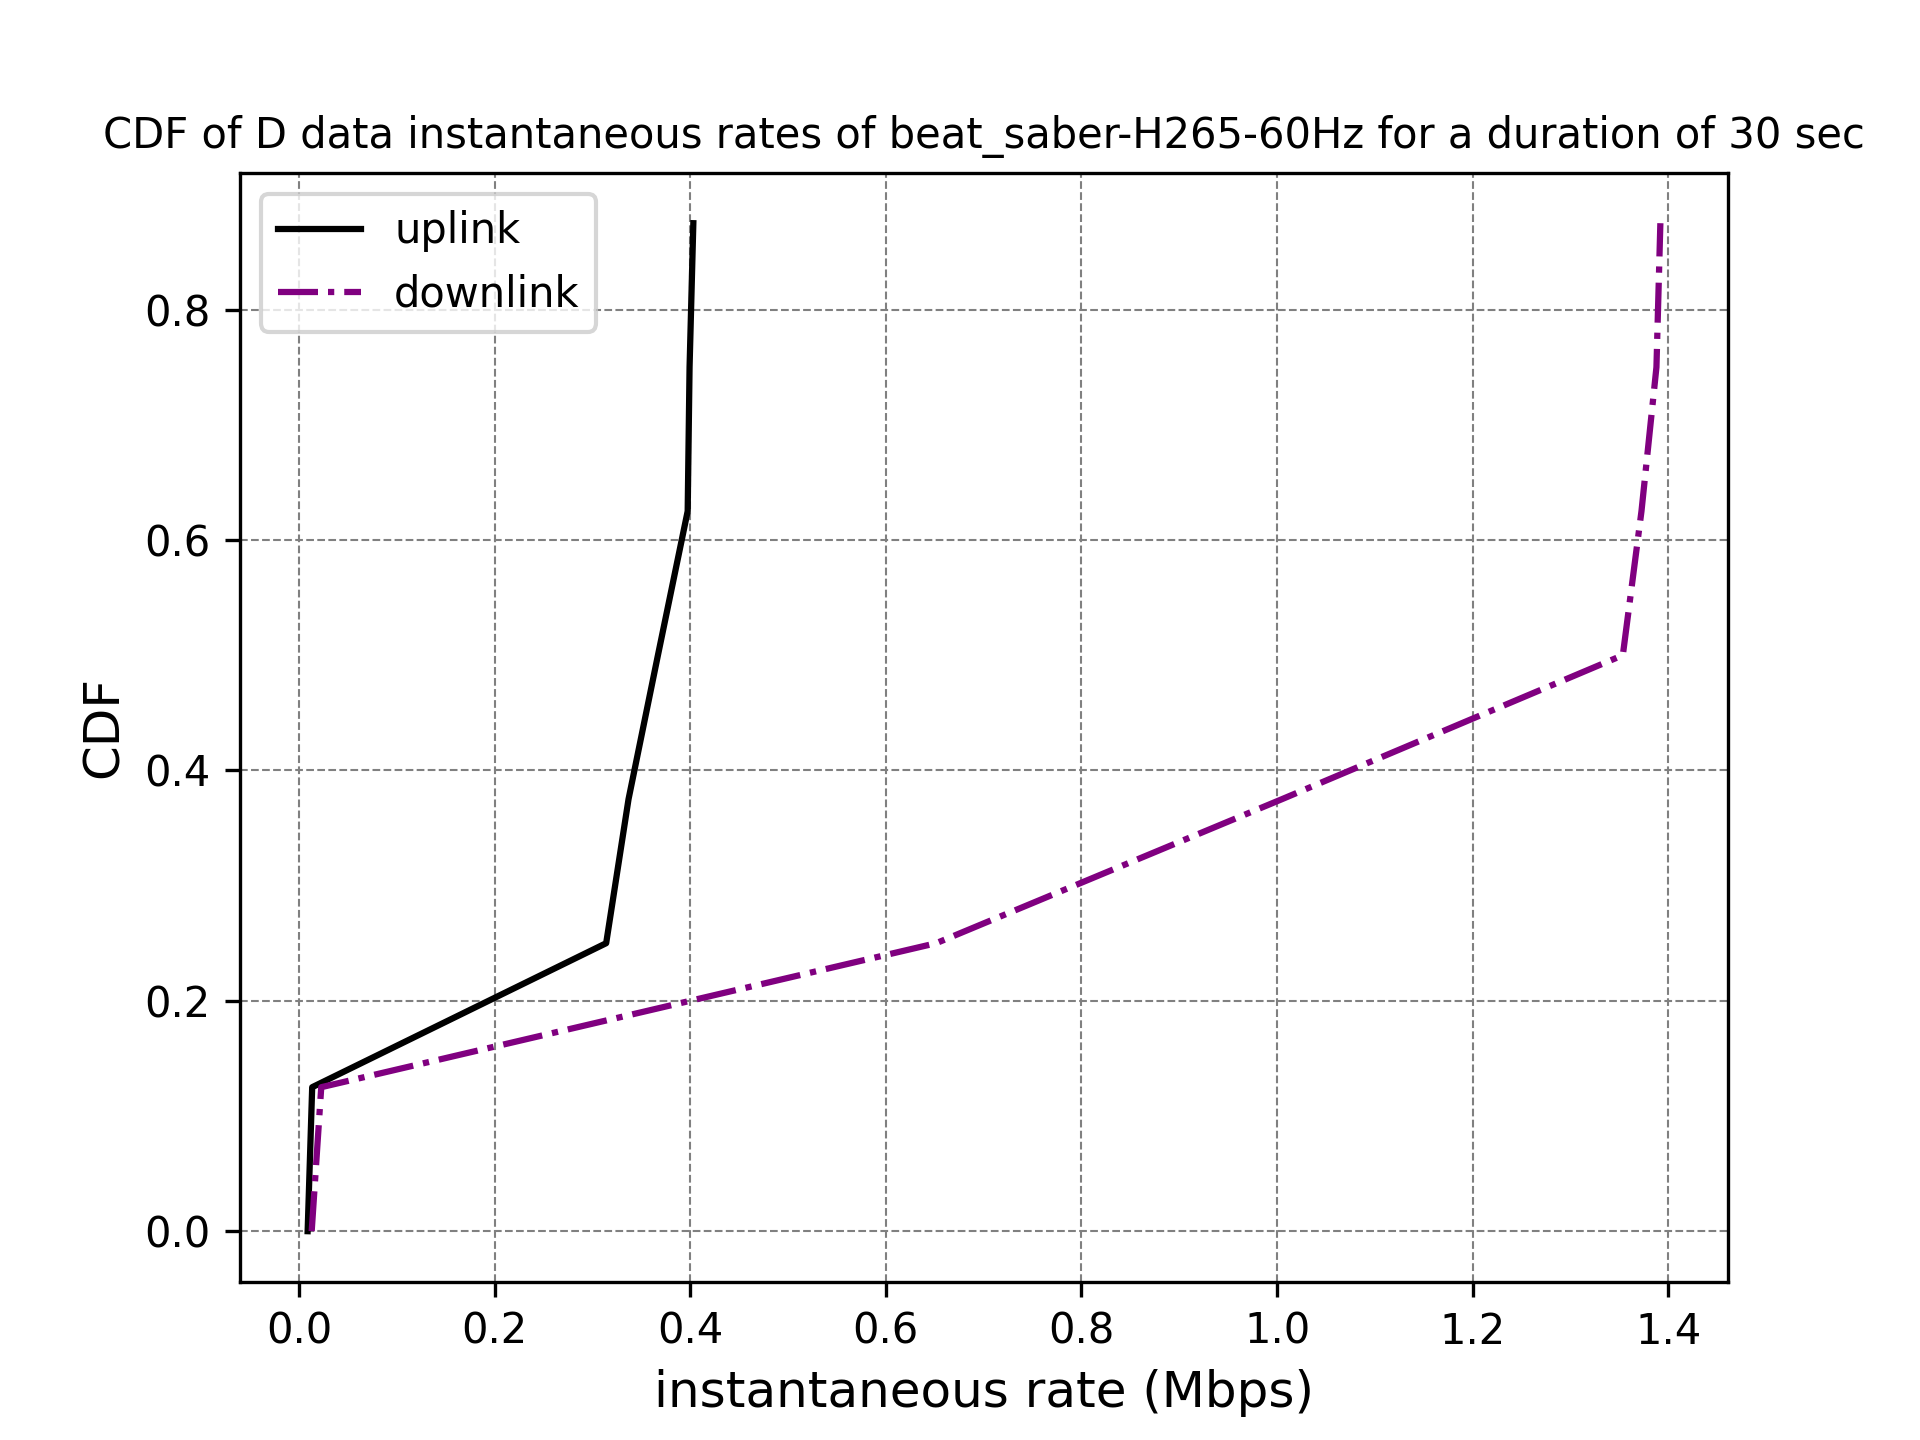 CDF of D data instantaneous rates of beat_saber-H265-60Hz for a duration of 30 sec
uplink
downlink
0.8
0.6
0.4
0.2
0.0
CDF
0.0 0.2 0.4 0.6 0.8 1.0 1.2 1.4
instantaneous rate (Mbps)